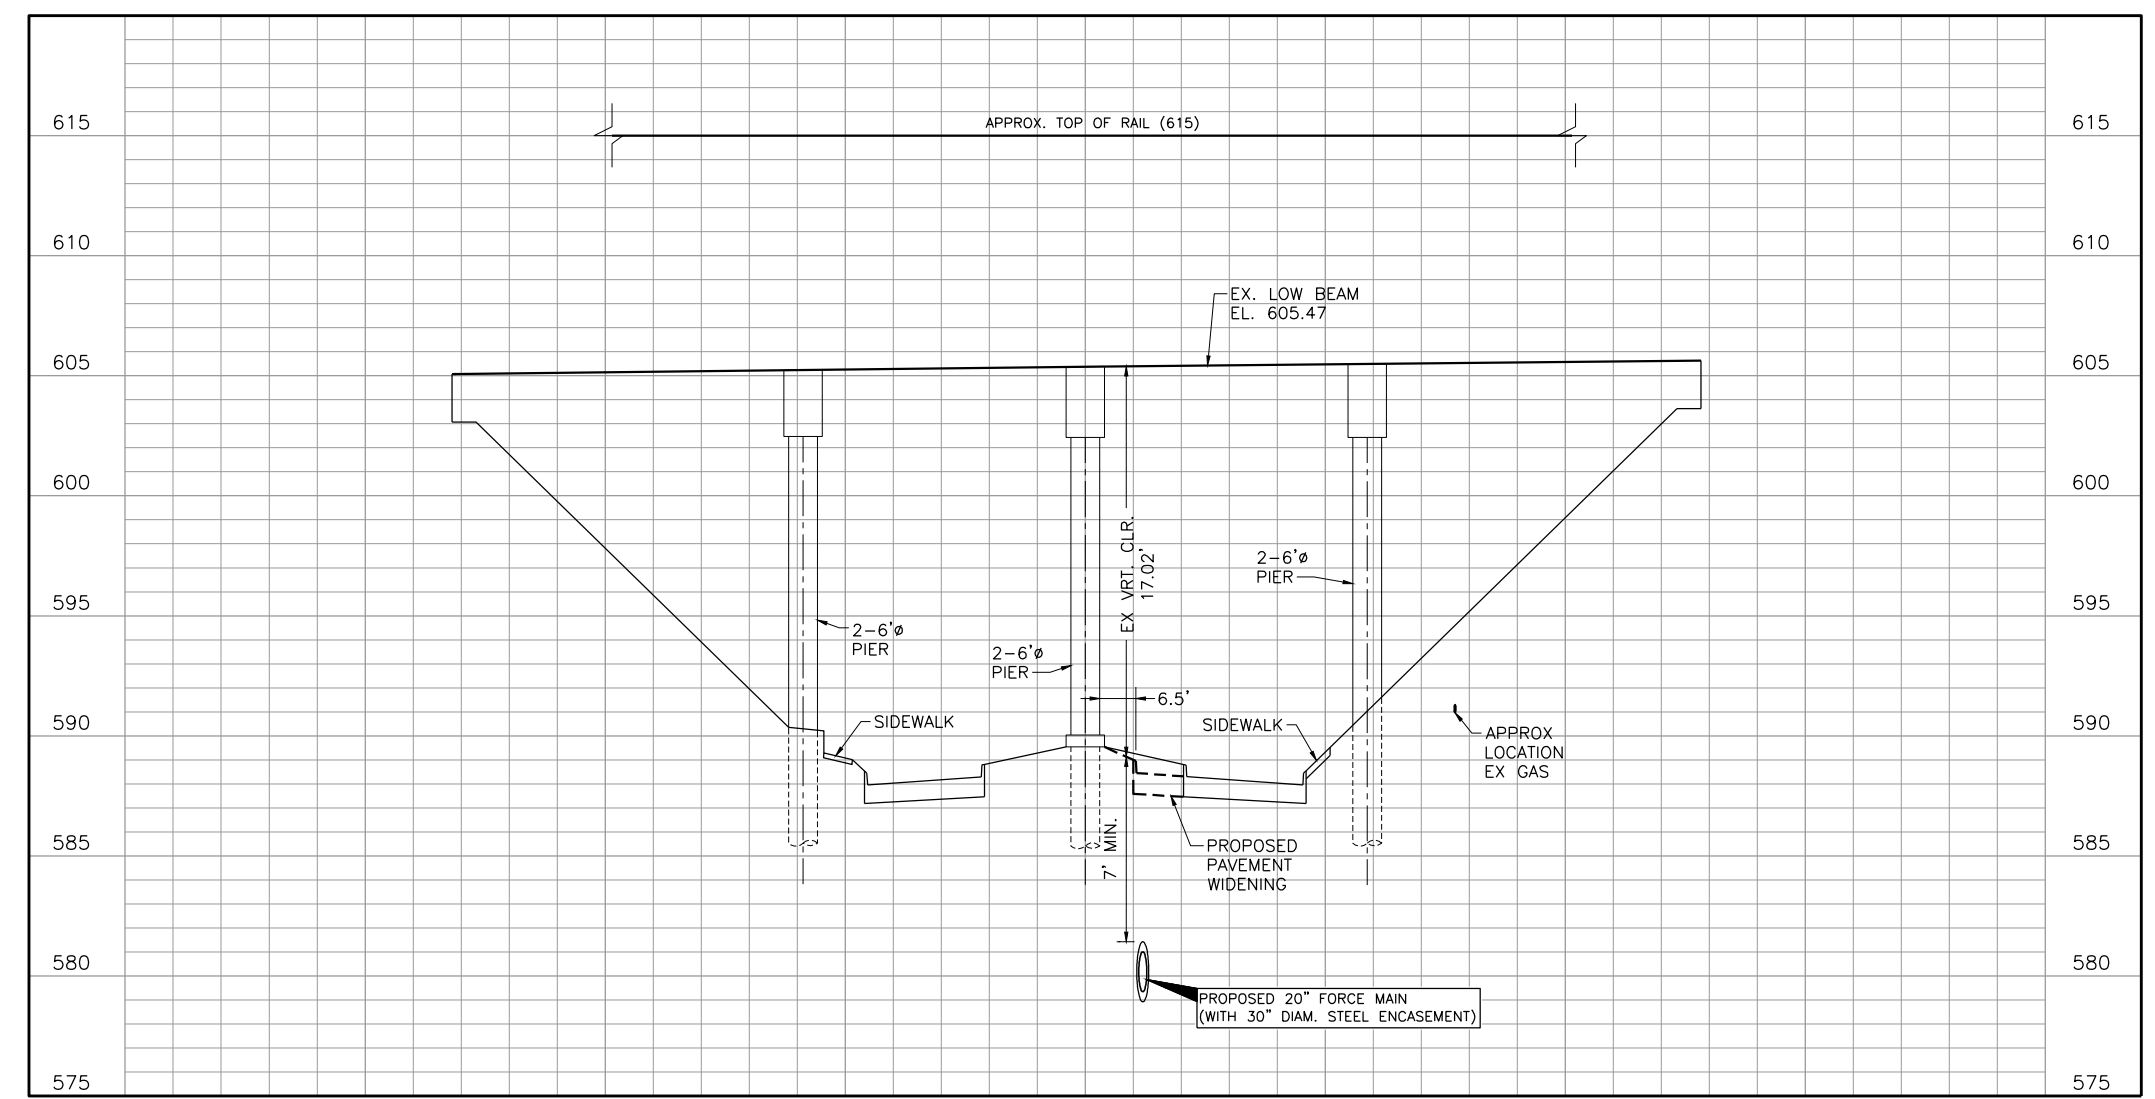 APPROX. TOP OF RAIL (615)
615
615
610
610
EX. LOW BEAM
EL. 605.47
605
605
600
600
EX VRT. CLR.
17.02'
2-6'ø
PIER
595
595
2-6'ø
PIER
2-6'ø
PIER
6.5'
590
590
SIDEWALK
SIDEWALK
APPROX
LOCATION
EX GAS
585
585
7' MIN.
PROPOSED
PAVEMENT
WIDENING
580
580
PROPOSED 20" FORCE MAIN
(WITH 30" DIAM. STEEL ENCASEMENT)
575
575